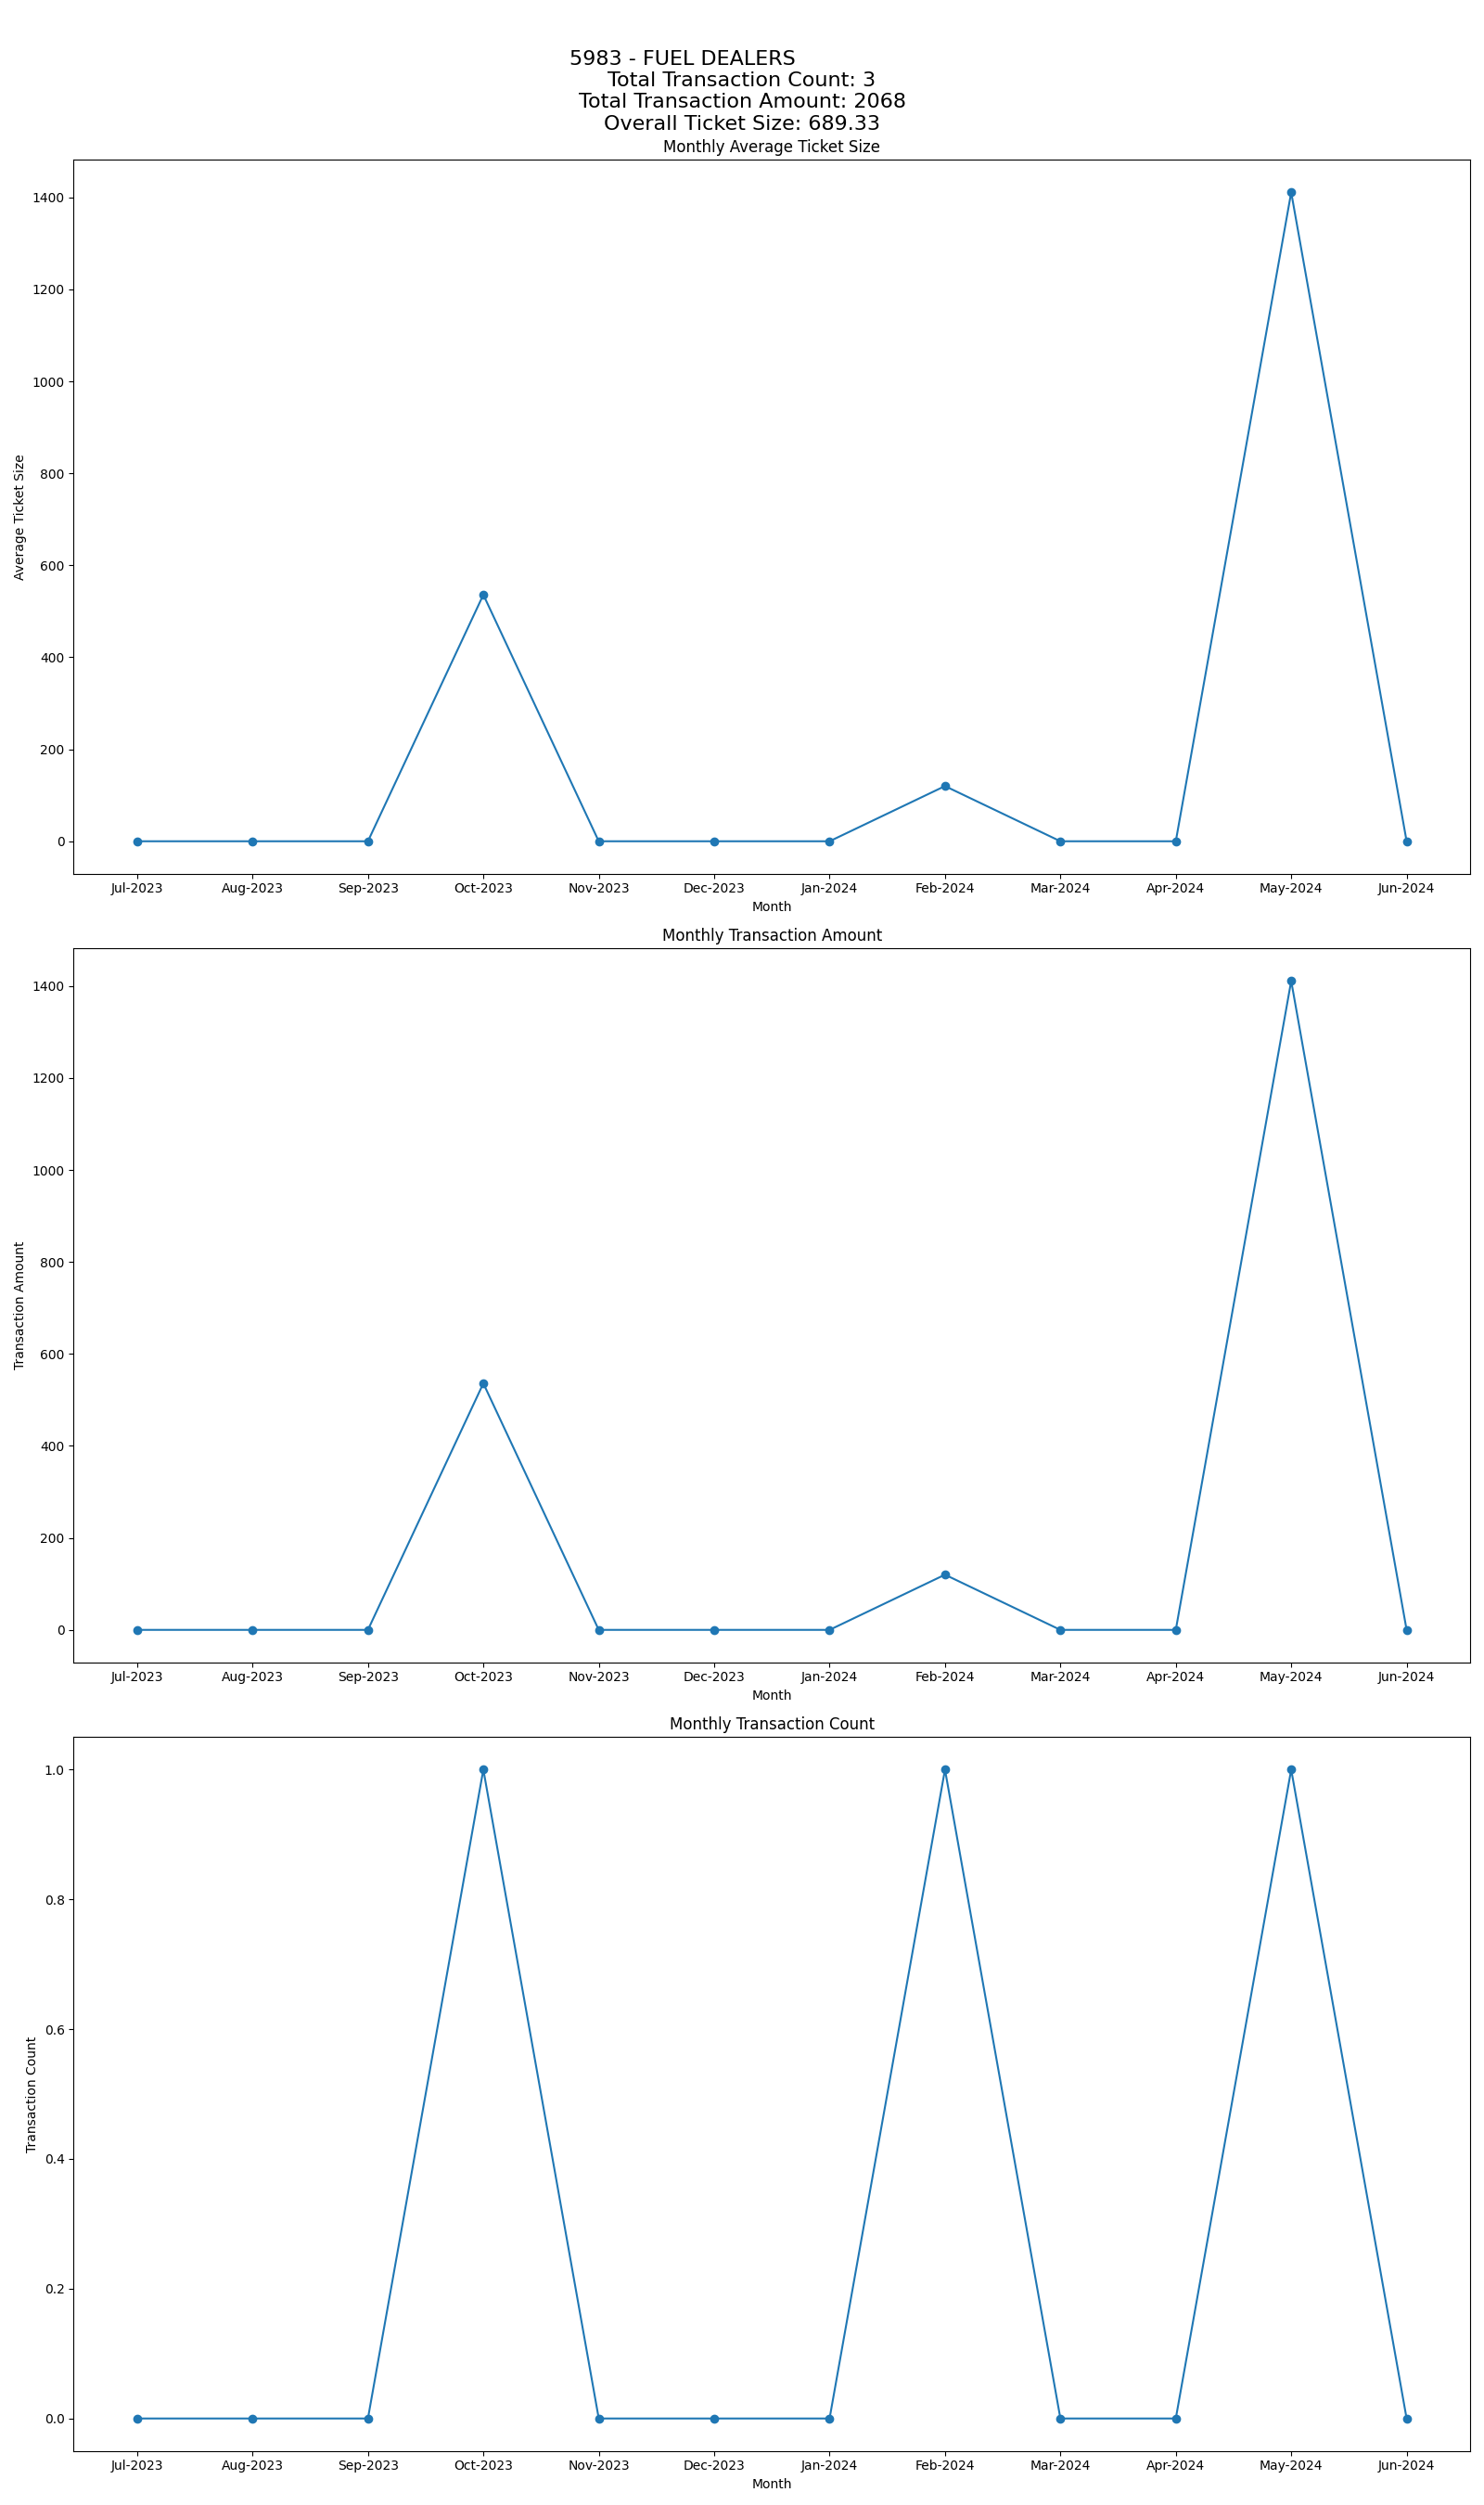 5983 - FUEL DEALERS
Total Transaction Count: 3
Total Transaction Amount: 2068
Overall Ticket Size: 689.33
Monthly Average Ticket Size
1400
1200
1000
800
600
400
200
0
Average Ticket Size
Jul-2023 Aug-2023 Sep-2023 Oct-2023 Nov-2023 Dec-2023 Jan-2024 Feb-2024 Mar-2024 Apr-2024 May-2024 Jun-2024
Month
Monthly Transaction Amount
1400
1200
1000
800
600
400
200
0
Transaction Amount
Jul-2023 Aug-2023 Sep-2023 Oct-2023 Nov-2023 Dec-2023 Jan-2024 Feb-2024 Mar-2024 Apr-2024 May-2024 Jun-2024
Month
Monthly Transaction Count
1.0
0.8
0.6
0.4
0.2
0.0
Transaction Count
Jul-2023 Aug-2023 Sep-2023 Oct-2023 Nov-2023 Dec-2023 Jan-2024 Feb-2024 Mar-2024 Apr-2024 May-2024 Jun-2024
Month